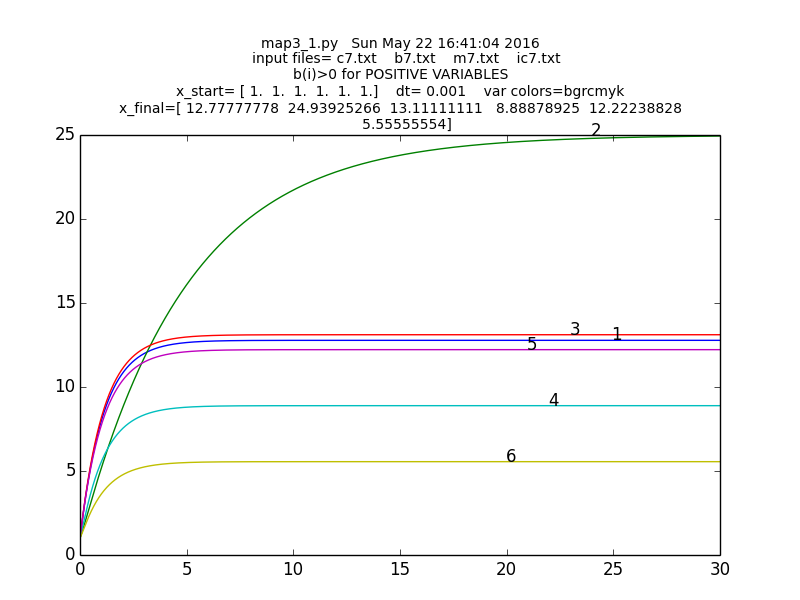 map3_1.py   Sun May 22 16:41:04 2016
input files= c7.txt    b7.txt    m7.txt    ic7.txt
b(i)>0 for POSITIVE VARIABLES
x_start= [ 1.  1.  1.  1.  1.  1.]    dt= 0.001    var colors=bgrcmyk
x_final=[ 12.77777778  24.93925266  13.11111111   8.88878925  12.22238828
5.55555554]
25
2
20
15
3
1
5
10
4
6
5
0
0 5 10 15 20 25 30